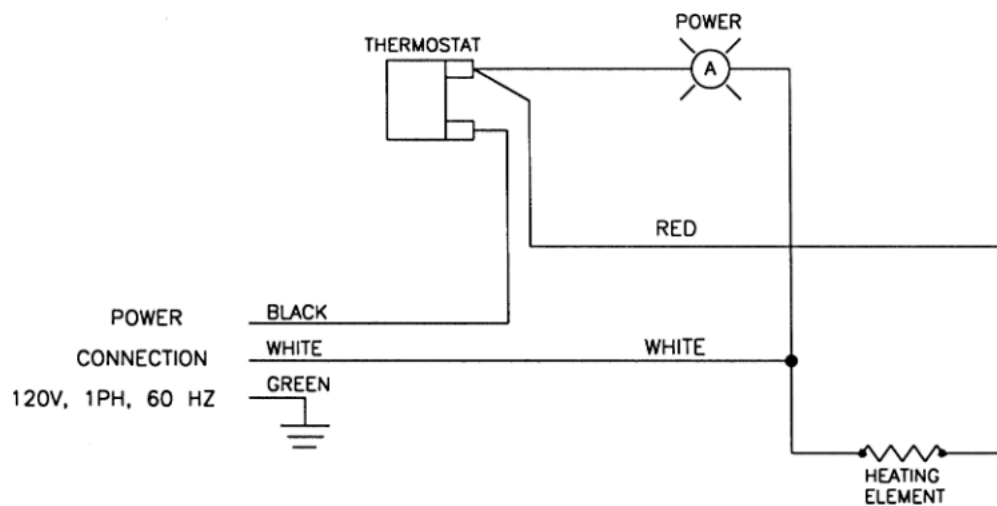 POWER
THERMOSTAT
A
RED
BLACK
POWER
WHITE
WHITE
CONNECTION
GREEN
120V, 1PH, 60 HZ
HEATING
ELEMENT